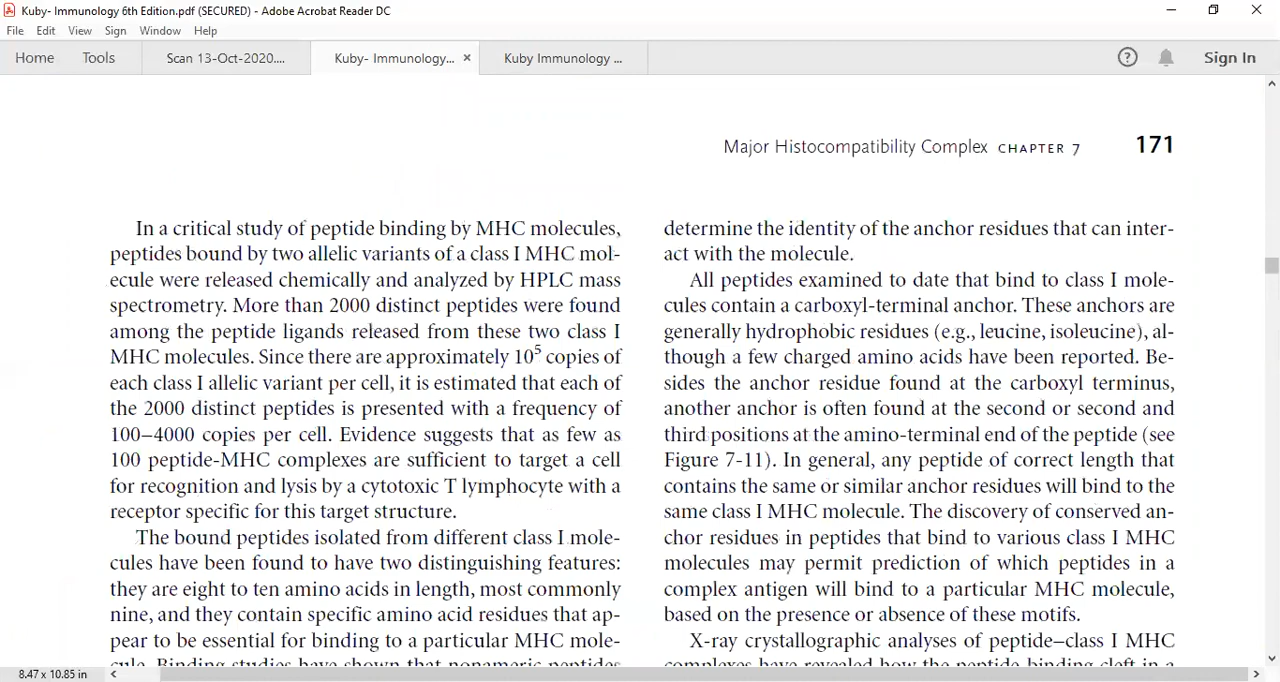 Kuby- Immunology 6th Edition.pdf (SECURED) - Adobe Acrobat Reader DC
File Edit View Sign Window Help
Home Tools Scan 13-Oct-2020.... Kuby- Immunology... × Kuby Immunology ... ? Sign In
Major Histocompatibility Complex CHAPTER 7 171
In a critical study of peptide binding by MHC molecules,
peptides bound by two allelic variants of a class I MHC mol-
ecule were released chemically and analyzed by HPLC mass
spectrometry. More than 2000 distinct peptides were found
among the peptide ligands released from these two class I
MHC molecules. Since there are approximately 10⁵ copies of
each class I allelic variant per cell, it is estimated that each of
the 2000 distinct peptides is presented with a frequency of
100–4000 copies per cell. Evidence suggests that as few as
100 peptide-MHC complexes are sufficient to target a cell
for recognition and lysis by a cytotoxic T lymphocyte with a
receptor specific for this target structure.
The bound peptides isolated from different class I mole-
cules have been found to have two distinguishing features:
they are eight to ten amino acids in length, most commonly
nine, and they contain specific amino acid residues that ap-
pear to be essential for binding to a particular MHC mole-
cule. Binding studies have shown that nonameric peptides
determine the identity of the anchor residues that can inter-
act with the molecule.
All peptides examined to date that bind to class I mole-
cules contain a carboxyl-terminal anchor. These anchors are
generally hydrophobic residues (e.g., leucine, isoleucine), al-
though a few charged amino acids have been reported. Be-
sides the anchor residue found at the carboxyl terminus,
another anchor is often found at the second or second and
third positions at the amino-terminal end of the peptide (see
Figure 7-11). In general, any peptide of correct length that
contains the same or similar anchor residues will bind to the
same class I MHC molecule. The discovery of conserved an-
chor residues in peptides that bind to various class I MHC
molecules may permit prediction of which peptides in a
complex antigen will bind to a particular MHC molecule,
based on the presence or absence of these motifs.
X-ray crystallographic analyses of peptide–class I MHC
complexes have revealed how the peptide-binding cleft in a
8.47 x 10.85 in